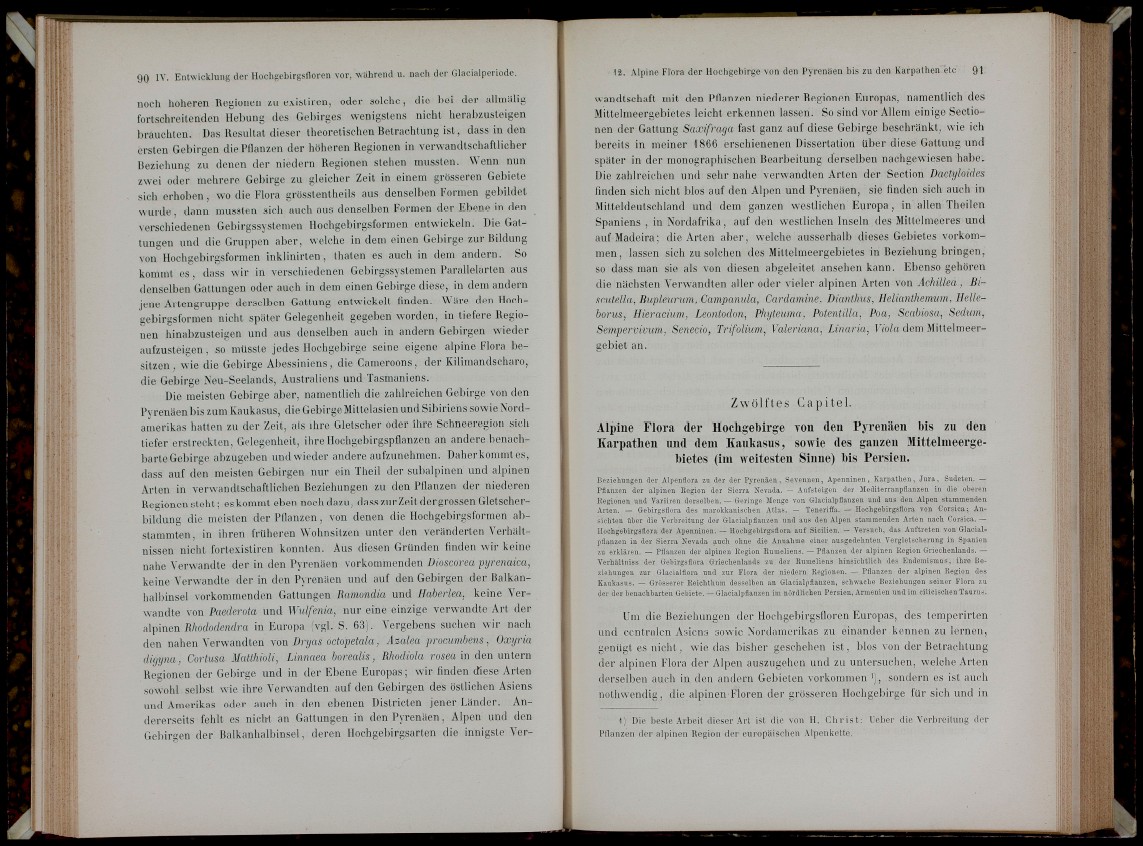 90 IV. Entwicklung der Hochgebirgsfloren vor, während u. nach der Glacialperiode.
noch höheren Regionen zu existiren, oder solche, die bei der allmälig
fortschreitenden Hebung des Gebirges wenigstens nicht herabzusteigen
brauchten. Das Resultat dieser theoretischen Betrachtung ist, dass in den
ersten Gebirgen die Pflanzen der höheren Regionen in verwandtschaftlicher
Beziehung zu denen der niedern Regionen stehen mussten. Wenn nun
zwei oder mehrere Gebirge zu gleicher Zeit in einem grösseren Gebiete
sich erhoben, wo die Flora grösstentheils aus denselben Formen gebildet
wurde, dann mussten sich auch aus denselben Formen der Ebene in den
verschiedenen Gebirgssystemen Hochgebirgsformen entwickeln. Die Gat-
tungen und die Gruppen aber, welche in dem einen Gebirge zur Bildung
von Hochgebirgsformen inklinirten, thaten es auch in dem andern. So
kommt es, dass wir in verschiedenen Gebirgssystemen Parallelarten aus
denselben Gattungen oder auch in dem einen Gebirge diese, in dem andern
jene Artengruppe derselben Gattung entwickelt finden. Wäre den Hoch-
gebirgsformen nicht später Gelegenheit gegeben worden, in tiefere Regio-
nen hinabzusteigen und aus denselben auch in andern Gebirgen wieder
aufzusteigen, so müsste jedes Hochgebirge seine eigene alpine Flora be-
sitzen, wie die Gebirge Abessiniens, die Cameroons, der Kilimandscharo,
die Gebirge Neu-Seelands, Australiens und Tasmaniens.
Die meisten Gebirge aber, namentlich die zahlreichen Gebirge von den
Pyrenäen bis zum Kaukasus, die Gebirge Mittelasien und Sibiriens sowie Nord-
amerikas hatten zu der Zeit, als ihre Gletscher oder ihre Schneeregion sich
tiefer erstreckten, Gelegenheit, ihre Hochgebirgspflanzen an andere benach-
barte Gebirge abzugeben und wieder andere aufzunehmen. Daher kommt es,
dass auf den meisten Gebirgen nur ein Theil der subalpinen und alpinen
Arten in verwandtschaftlichen Beziehungen zu den Pflanzen der niederen
Regionen steht; es kommt eben noch dazu, dass zur Zeit der grossen Gletscher-
bildung die meisten der Pflanzen, von denen die Hochgebirgsformen ab-
stammten, in ihren früheren Wohnsitzen unter den veränderten Verhält-
nissen nicht fortexistiren konnten. Aus diesen Gründen finden wir keine
nahe Verwandte der in den Pyrenäen vorkommenden Dioscorea pyrenaica,
keine Verwandte der in den Pyrenäen und auf den Gebirgen der Balkan-
halbinsel vorkommenden Gattungen Ramondia und Haberlea, keine Ver-
wandte von Paederota und Wulfenia, nur eine einzige verwandte Art der
alpinen Rhododendra in Europa (vgl. S. 63). Vergebens suchen wir nach
den nahen Verwandten von Dryas octopetala, Azalea procumbens, Oxyria
digyna, Cortusa Matthioli, Linnaea borealis, Rhodiola rosea in den untern
Regionen der Gebirge und in der Ebene Europas; wir finden diese Arten
sowohl selbst wie ihre Verwandten auf den Gebirgen des östlichen Asiens
und Amerikas oder auch in den ebenen Districten jener Länder. An-
dererseits fehlt es nicht an Gattungen in den Pyrenäen, Alpen und den
Gebirgen der Balkanhalbinsel, deren Hochgebirgsarten die innigste Ver-
12. Alpine Flora der Hochgebirge von den Pyrenäen bis zu den Karpathen etc 91
wandtschaft mit den Pflanzen niederer Regionen Europas, namentlich des
Mittelmeergebietes leicht erkennen lassen. So sind vor Allem einige Sectio-
nen der Gattung Saxifraga fast ganz auf diese Gebirge beschränkt, wie ich
bereits in meiner 1866 erschienenen Dissertation über diese Gattung und
später in der monographischen Bearbeitung derselben nachgewiesen habe.
Die zahlreichen und sehr nahe verwandten Arten der Section Dactyloides
finden sich nicht blos auf den Alpen und Pyrenäen, sie finden sich auch in
Mitteldeutschland und dem ganzen westlichen Europa, in allen Theilen
Spaniens, in Nordafrika, auf den westlichen Inseln des Mittelmeeres und
auf Madeira; die Arten aber, welche ausserhalb dieses Gebietes vorkom-
men, lassen sich zu solchen des Mittelmeergebietes in Beziehung bringen,
so dass man sie als von diesen abgeleitet ansehen kann. Ebenso gehören
die nächsten Verwandten aller oder vieler alpinen Arten von Achillea, Bi-
scutella, Bupleurum, Campanula, Cardamine, Dianthus, Helianthemum, Helle-
borus, Hieracium, Leontodon, Phyteuma, Potentilla, Poa, Scabiosa, Sedum,
Sempervivum, Senecio, Trifolium, Valeriana, Linaria, Viola dem Mittelmeer-
gebiet an.
Zwölftes Capitel.
Alpine Flora der Hochgebirge von den Pyrenäen bis zu den
Karpathen und dem Kaukasus, sowie des ganzen Mittelmeerge-
bietes (im weitesten Sinne) bis Persien.
Beziehungen der Alpenflora zu der der Pyrenäen, Sevennen, Apenninen, Karpathen, Jura, Sudeten. —
Pflanzen der alpinen Region der Sierra Nevada. — Aufsteigen der Mediterranpflanzen in die oberen
Regionen und Variiren derselben. — Geringe Menge von Glacialpflanzen und aus den Alpen stammenden
Arten. — Gebirgsflora des marokkanischen Atlas. — Teneriffa. — Hochgebirgsflora von Corsica; An-
sichten über die Verbreitung der Glacialpflanzen und aus den Alpen stammenden Arten nach Corsica. —
Hochgebirgsflora der Apenninen. — Hochgebirgsflora auf Sicilien. — Versuch, das Auftreten von Glacial-
pflanzen in der Sierra Nevada auch ohne die Annahme einer ausgedehnten Vergletscherung in Spanien
zu erklären. — Pflanzen der alpinen Region Rumeliens. — Pflanzen der alpinen Region Griechenlands. —
Verhältniss der Gebirgsflora Griechenlands zu der Rumeliens hinsichtlich des Endemismus, ihre Be-
ziehungen zur Glacialflora und zur Flora der niedern Regionen. — Pflanzen der alpinen Region des
Kaukasus. — Grösserer Reichthum desselben an Glacialpflanzen, schwache Beziehungen seiner Flora zu
der der benachbarten Gebiete. — Glacialpflanzen im nördlichen Persien, Armenien und im cilicischen Taurus.
Um die Beziehungen der Hochgebirgsfloren Europas, des temperirten
und centralen Asiens sowie Nordamerikas zu einander kennen zu lernen,
genügt es nicht, wie das bisher geschehen ist, blos von der Betrachtung
der alpinen Flora der Alpen auszugehen und zu untersuchen, welche Arten
derselben auch in den andern Gebieten vorkommen ¹), sondern es ist auch
nothwendig, die alpinen Floren der grösseren Hochgebirge für sich und in
1) Die beste Arbeit dieser Art ist die von H. Christ: Ueber die Verbreitung der
Pflanzen der alpinen Region der europäischen Alpenkette.